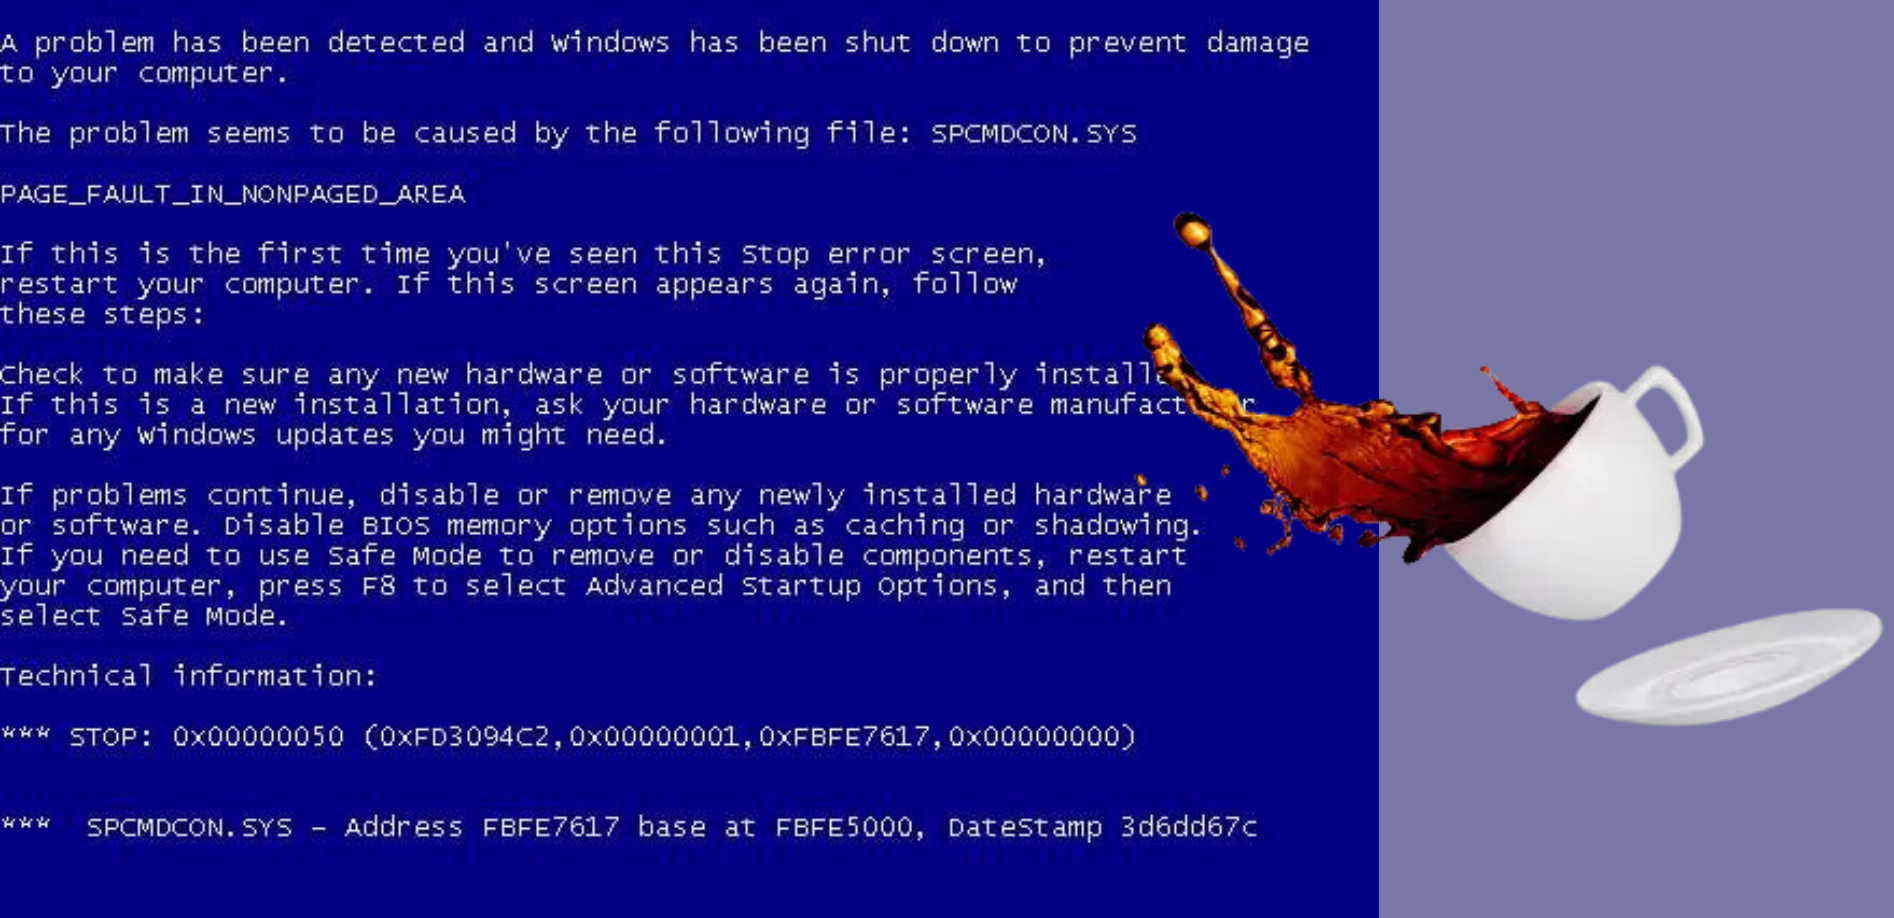 A problem has been detected and Windows has been shut down to prevent damage
to your computer.
The problem seems to be caused by the following file: SPCMDCON.SYS
PAGE_FAULT_IN_NONPAGED_AREA
If this is the first time you've seen this Stop error screen,
restart your computer. If this screen appears again, follow
these steps:
Check to make sure any new hardware or software is properly
If this is a new installation, ask your hardware or software
for any Windows updates you might need.
If problems continue, disable or remove any newly installed hardware
or software. Disable BIOS memory options such as caching or shadowing.
If you need to use Safe Mode to remove or disable components, restart
your computer, press F8 to select Advanced Startup Options, and then
select Safe Mode.
Technical information:
*** STOP: 0x00000050 (0xFD3094C2,0x00000001,0xFBFE7617,0x00000000)
*** SPCMDCON.SYS - Address FBFE7617 base at FBFE5000, DateStamp 3d6dd67c